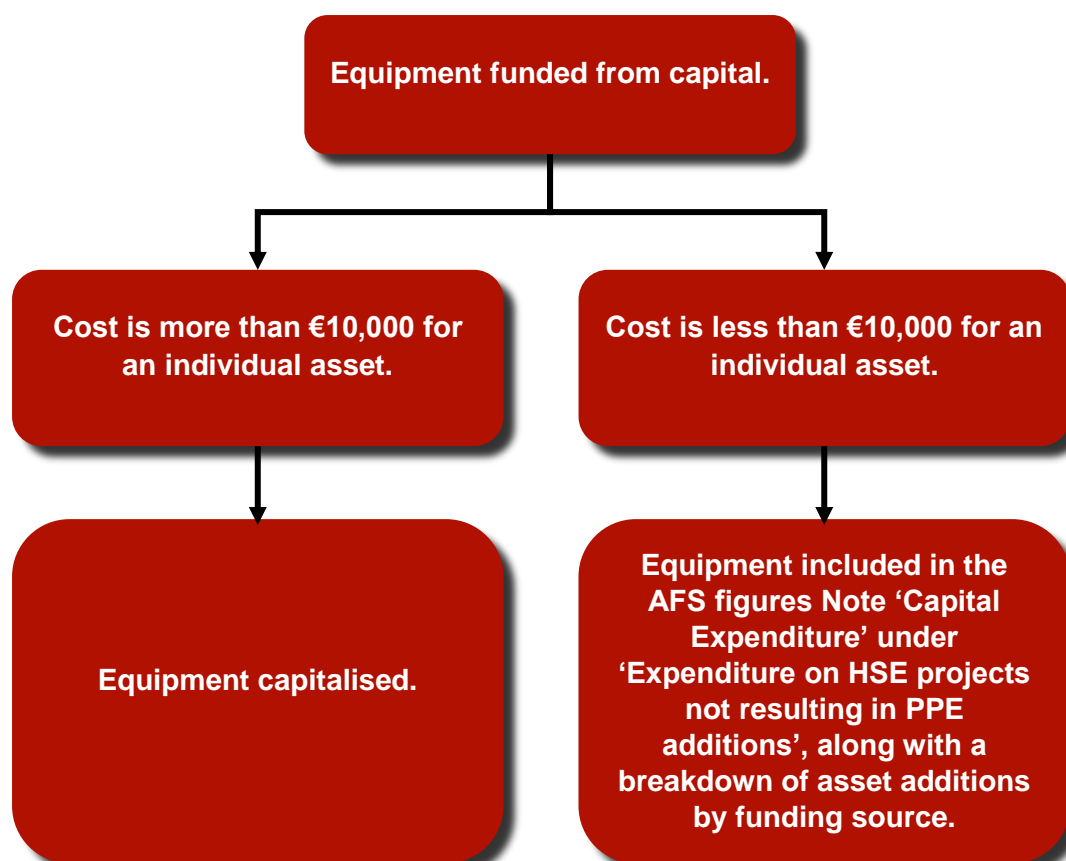 Equipment funded from capital.
Cost is more than €10,000 for
an individual asset.
Cost is less than €10,000 for an
individual asset.
Equipment capitalised.
Equipment included in the
AFS figures Note ‘Capital
Expenditure’ under
‘Expenditure on HSE projects
not resulting in PPE
additions’, along with a
breakdown of asset additions
by funding source.